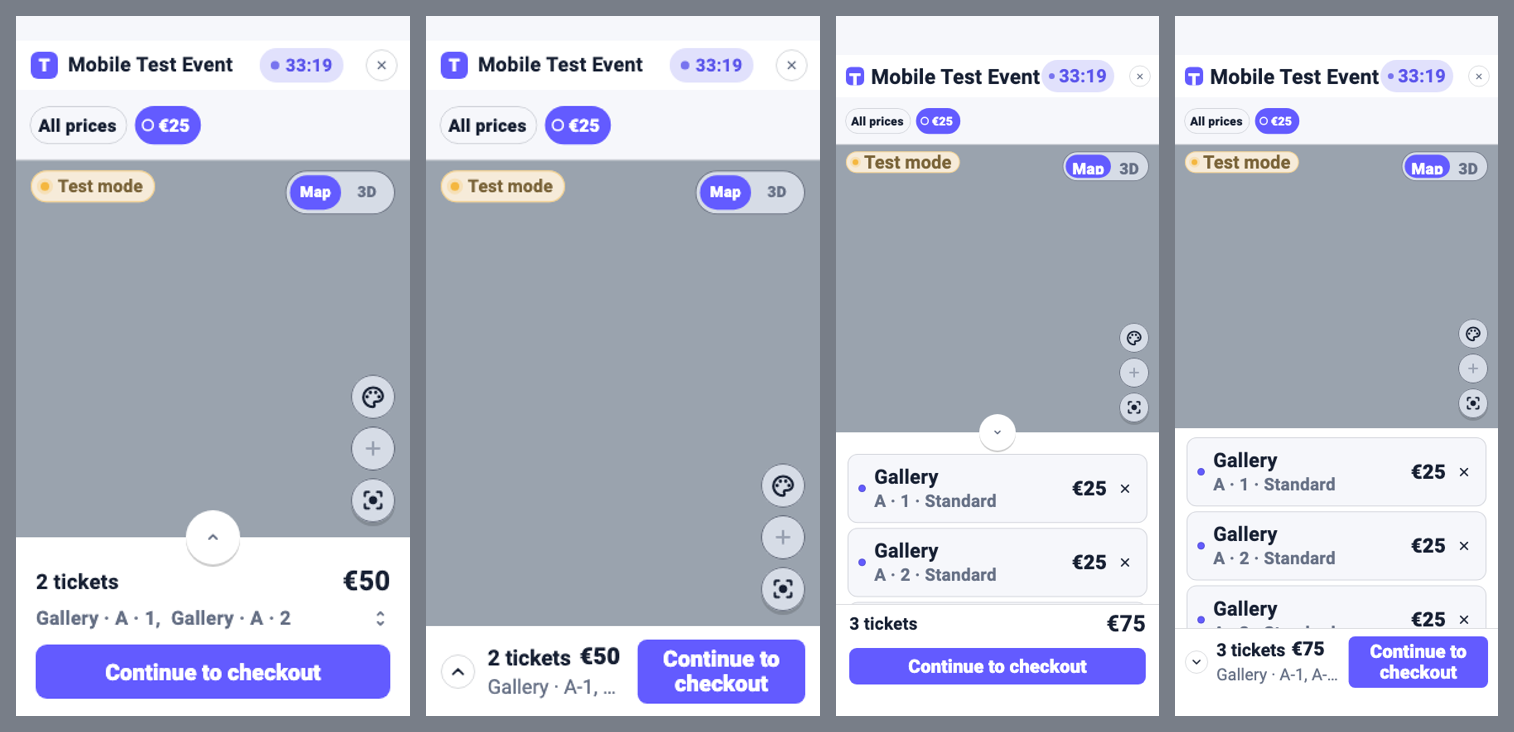 T Mobile Test Event 33:19 ×
All prices €25
Test mode Map 3D
2 tickets €50
Gallery · A · 1, Gallery · A · 2
Continue to checkout
T Mobile Test Event 33:19 ×
All prices €25
Test mode Map 3D
2 tickets €50
Gallery · A-1, ...
Continue to
checkout
T Mobile Test Event 33:19 ×
All prices €25
Test mode Map 3D
Gallery
A · 1 · Standard
€25 ×
Gallery
A · 2 · Standard
€25 ×
3 tickets €75
Continue to checkout
T Mobile Test Event 33:19 ×
All prices €25
Test mode Map 3D
Gallery
A · 1 · Standard
€25 ×
Gallery
A · 2 · Standard
€25 ×
Gallery
€25 ×
3 tickets €75
Gallery · A-1, A-...
Continue to
checkout